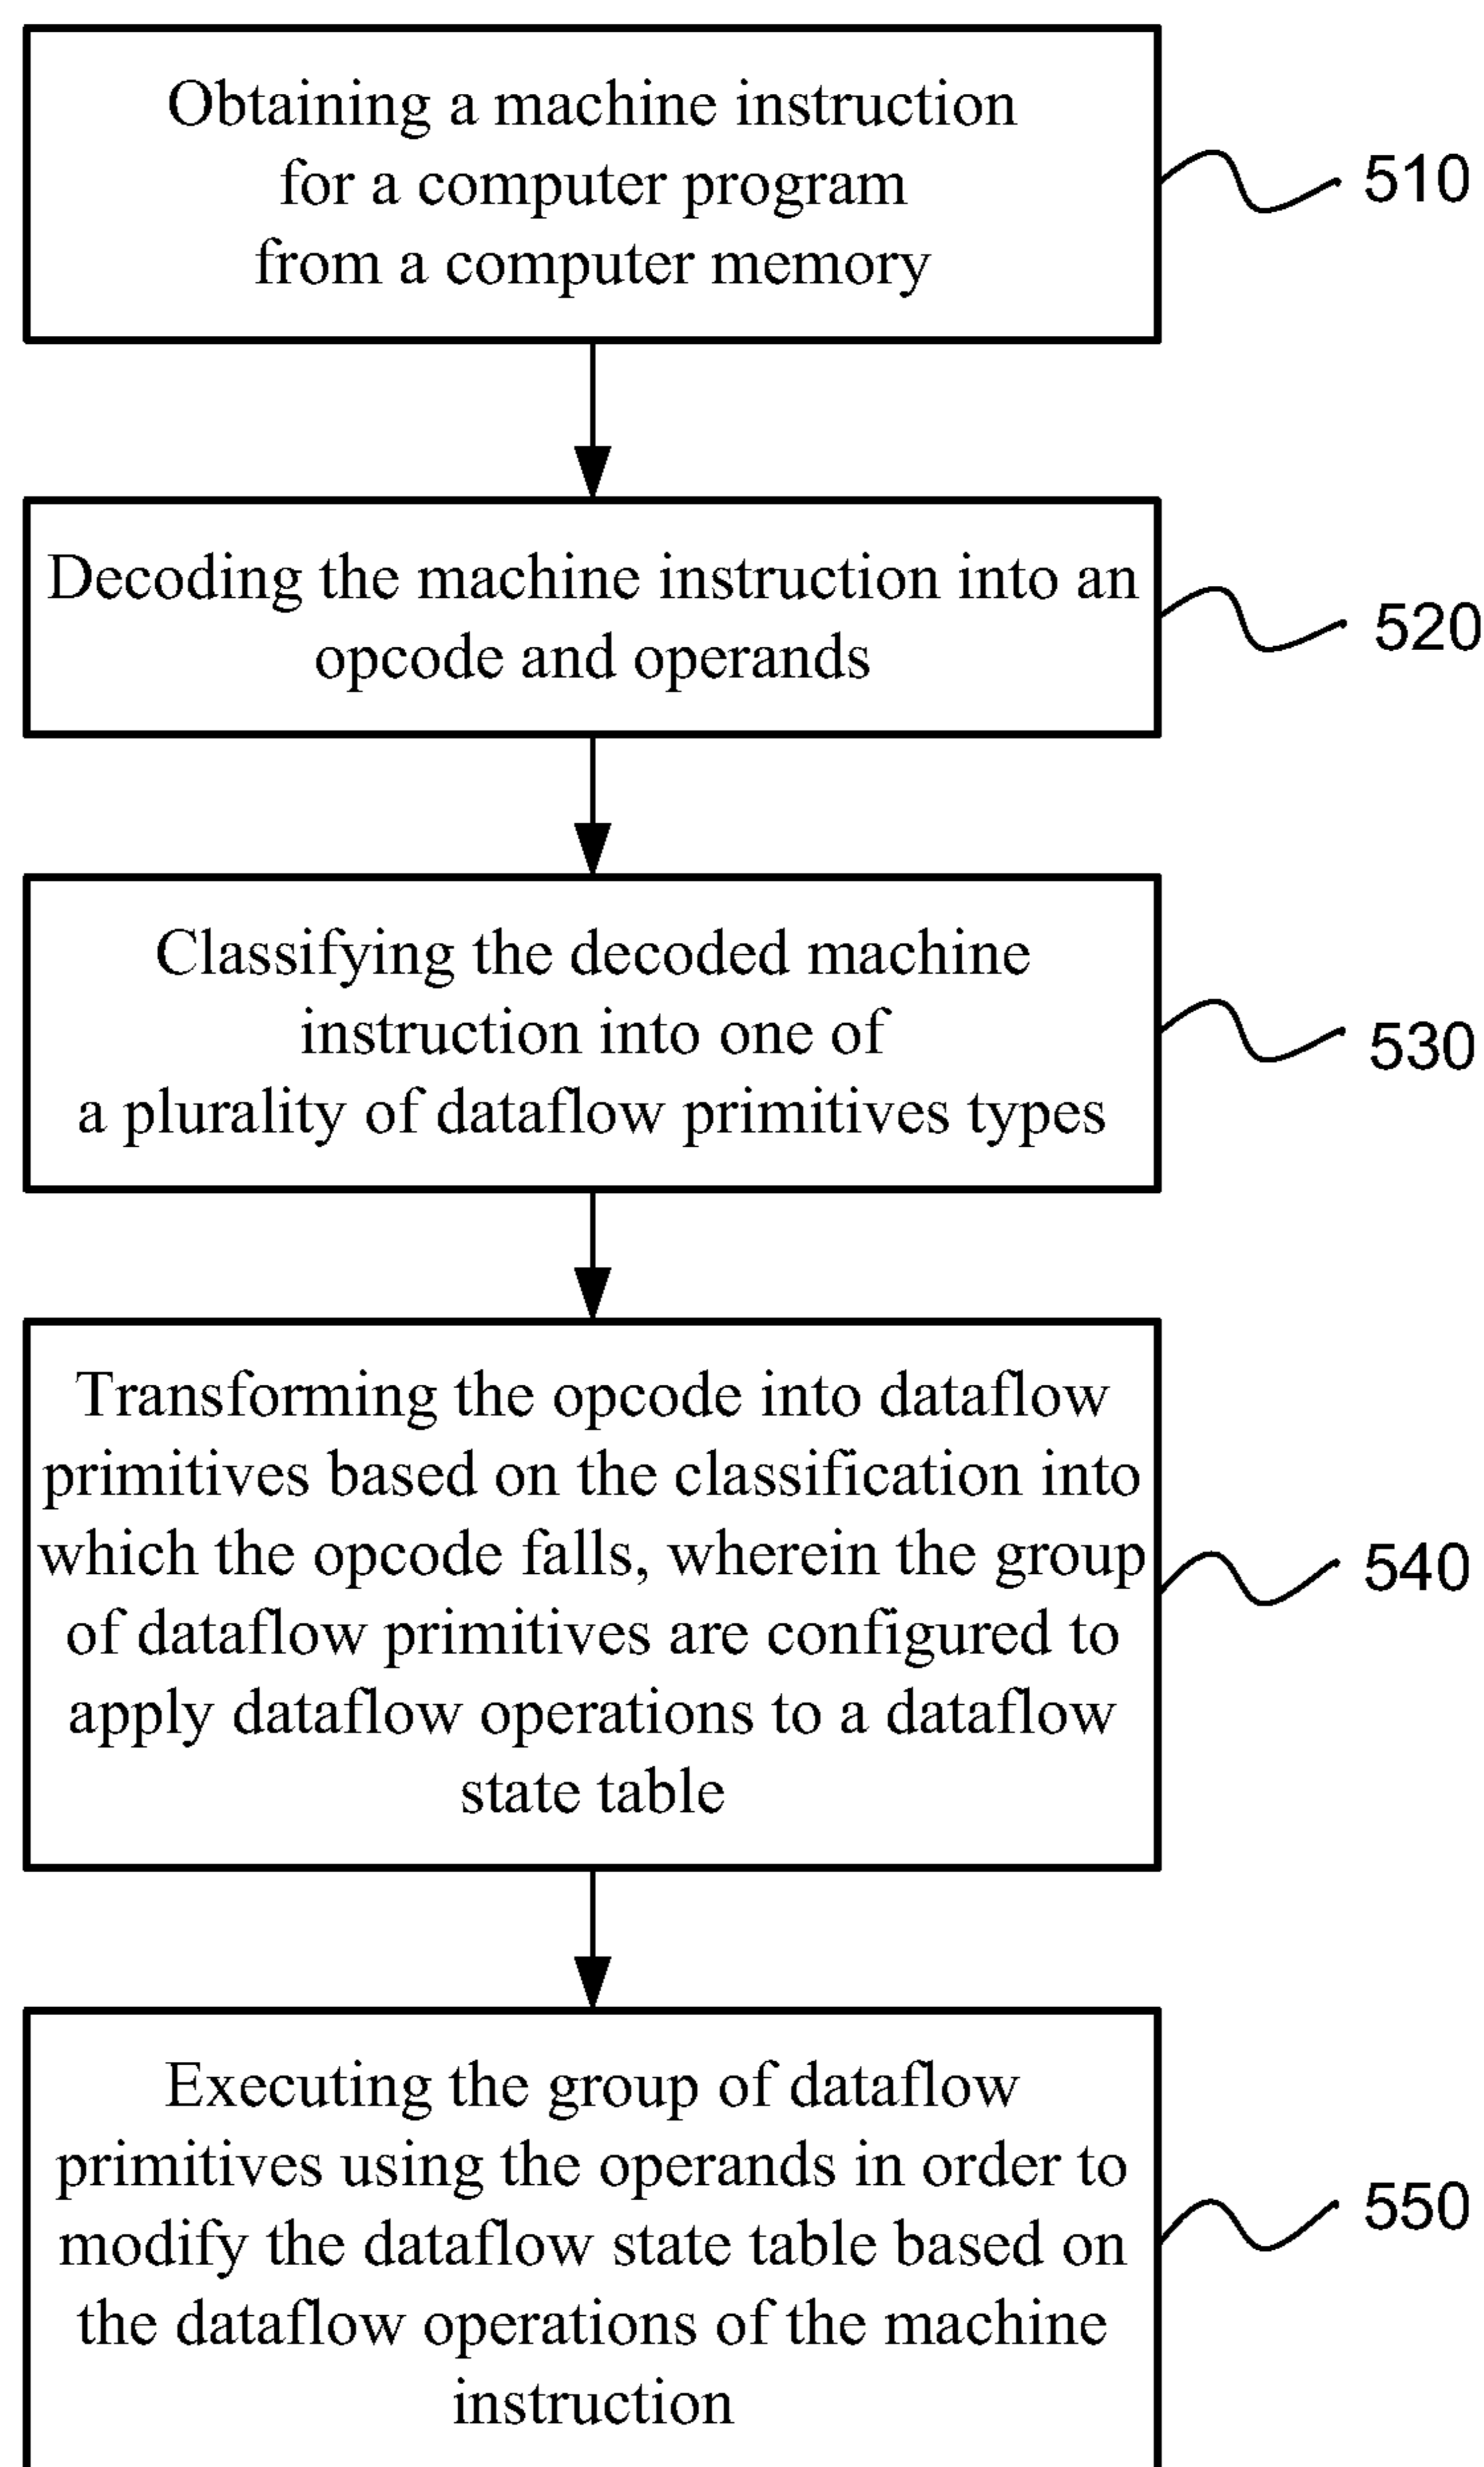 Obtaining a machine instruction
for a computer program
from a computer memory
510
Decoding the machine instruction into an
opcode and operands
520
Classifying the decoded machine
instruction into one of
a plurality of dataflow primitives types
530
Transforming the opcode into dataflow
primitives based on the classification into
which the opcode falls, wherein the group
of dataflow primitives are configured to
apply dataflow operations to a dataflow
state table
540
Executing the group of dataflow
primitives using the operands in order to
modify the dataflow state table based on
the dataflow operations of the machine
instruction
550